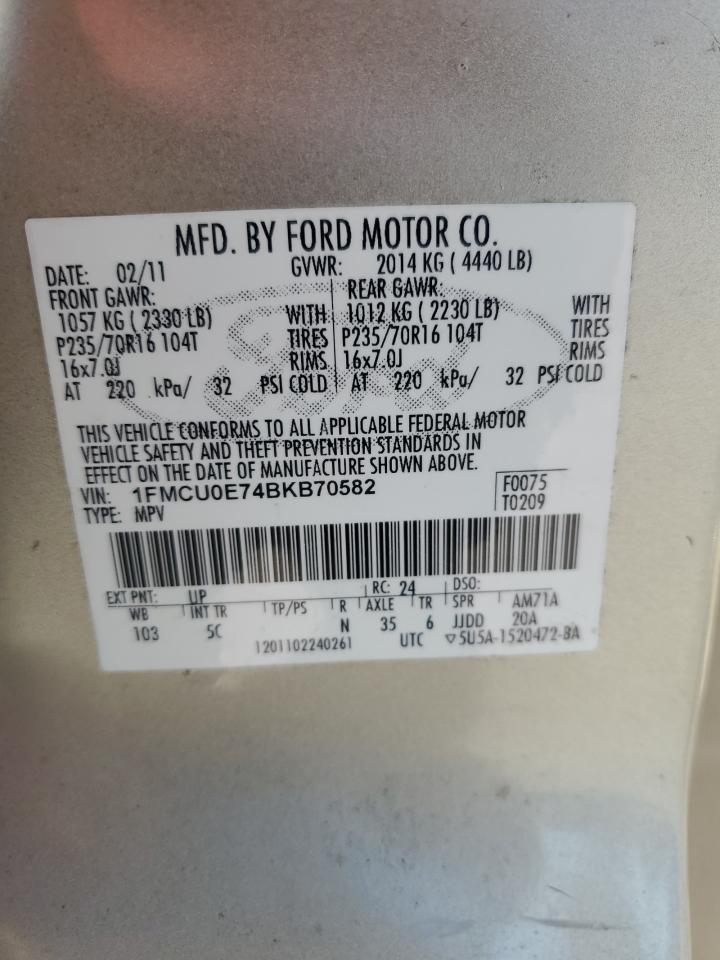 MFD. BY FORD MOTOR CO.
DATE: 02/11 GVWR: 2014 KG ( 4440 LB)
FRONT GAWR: REAR GAWR:
1057 KG ( 2330 LB) WITH 1012 KG ( 2230 LB) WITH
P235/70R16 104T TIRES P235/70R16 104T TIRES
16x7.0J RIMS 16x7.0J RIMS
AT 220 kPa/ 32 PSI COLD AT 220 kPa/ 32 PSI COLD
THIS VEHICLE CONFORMS TO ALL APPLICABLE FEDERAL MOTOR
VEHICLE SAFETY AND THEFT PREVENTION STANDARDS IN
EFFECT ON THE DATE OF MANUFACTURE SHOWN ABOVE.
VIN: 1FMCU0E74BKB70582 F0075
TYPE: MPV T0209
EXT PNT: UP RC: 24 DSO:
WB INT TR TP/PS R AXLE TR SPR AM71A
103 5C N 35 6 JJDD 20A
1201102240261 UTC ▽5U5A-1520472-BA